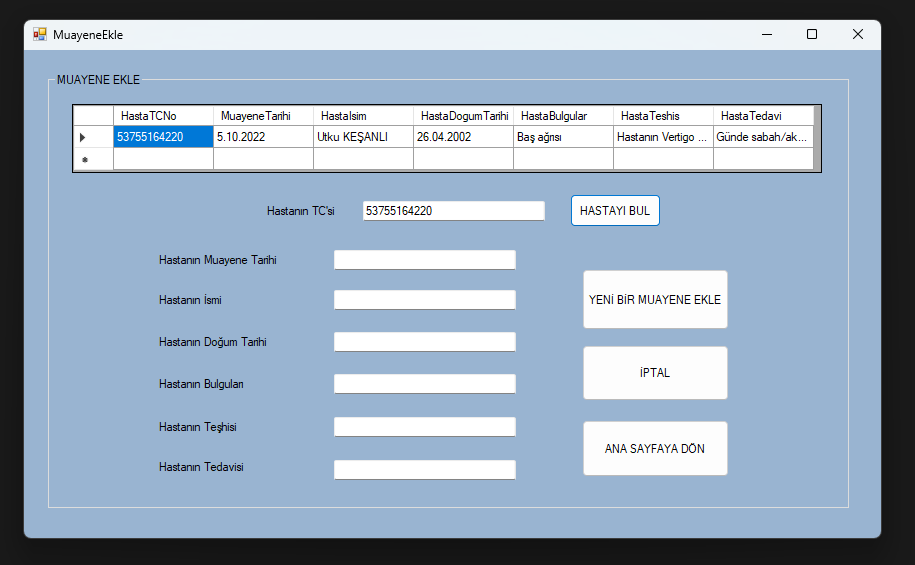 MuayeneEkle
MUAYENE EKLE
HastaTCNo MuayeneTarihi HastaIsim HastaDogumTarihi HastaBulgular HastaTeshis HastaTedavi
53755164220 5.10.2022 Utku KEŞANLI 26.04.2002 Baş ağrısı Hastanın Vertigo ... Günde sabah/ak...
Hastanın TC'si 53755164220 HASTAYI BUL
Hastanın Muayene Tarihi
Hastanın İsmi YENİ BİR MUAYENE EKLE
Hastanın Doğum Tarihi
İPTAL
Hastanın Bulguları
Hastanın Teşhisi
ANA SAYFAYA DÖN
Hastanın Tedavisi